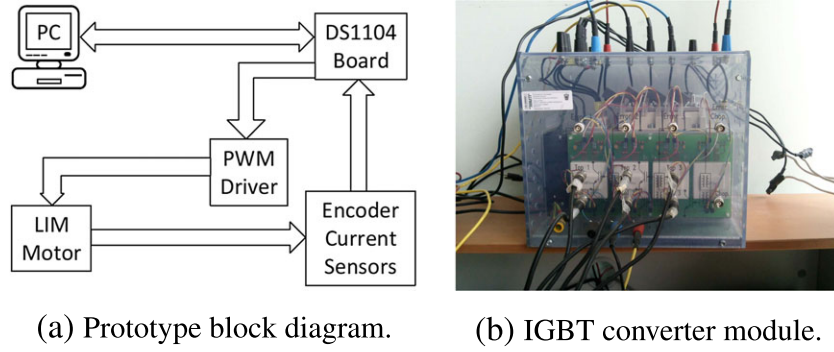 PC
DS1104
Board
PWM
Driver
LIM
Motor
Encoder
Current
Sensors
(a) Prototype block diagram.
(b) IGBT converter module.